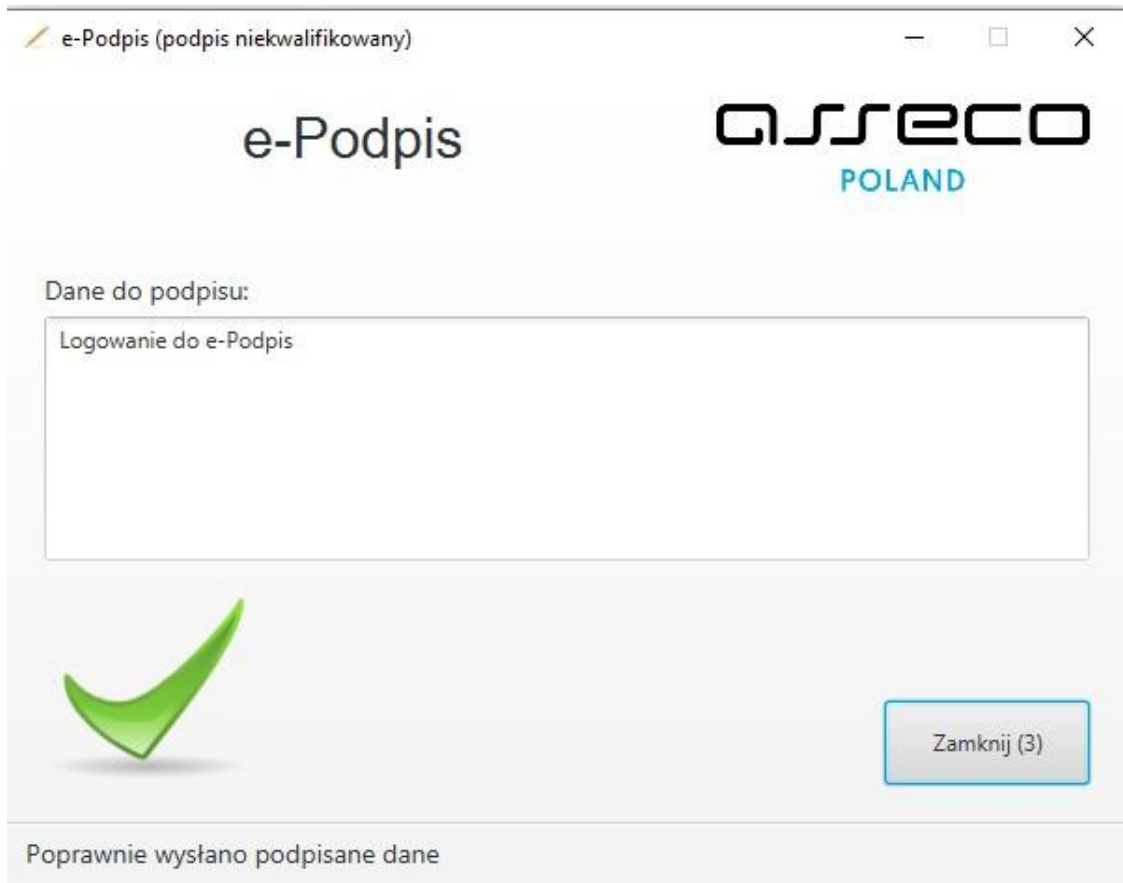 e-Podpis (podpis niekwalifikowany)
e-Podpis
asseco
POLAND
Dane do podpisu:
Logowanie do e-Podpis
Zamknij (3)
Poprawnie wysłano podpisane dane